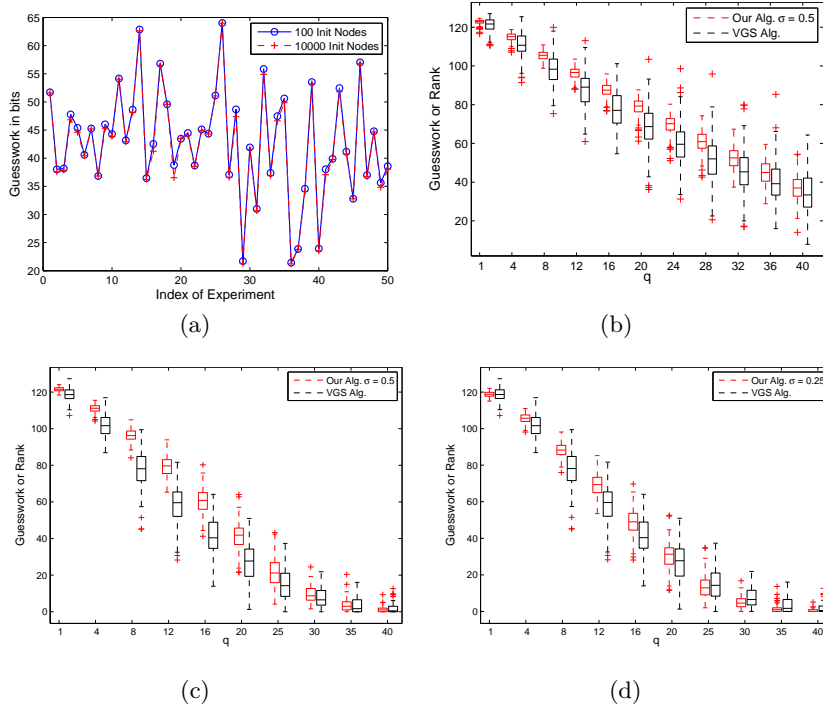 65
60
55
50
45
40
35
30
25
20
0 10 20 30 40 50
Guesswork in bits
Index of Experiment
100 Init Nodes
10000 Init Nodes
(a)
120
100
80
60
40
20
1 4 8 12 16 20 24 28 32 36 40
Guesswork or Rank
q
Our Alg. σ = 0.5
VGS Alg.
(b)
120
100
80
60
40
20
0
1 4 8 12 16 20 25 30 35 40
Guesswork or Rank
q
Our Alg. σ = 0.5
VGS Alg.
(c)
120
100
80
60
40
20
0
1 4 8 12 16 20 25 30 35 40
Guesswork or Rank
q
Our Alg. σ = 0.25
VGS Alg.
(d)